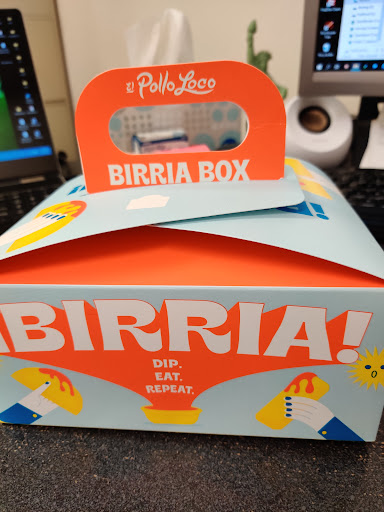 El Pollo Loco
BIRRIA BOX
BIRRIA!
DIP.
EAT.
REPEAT.